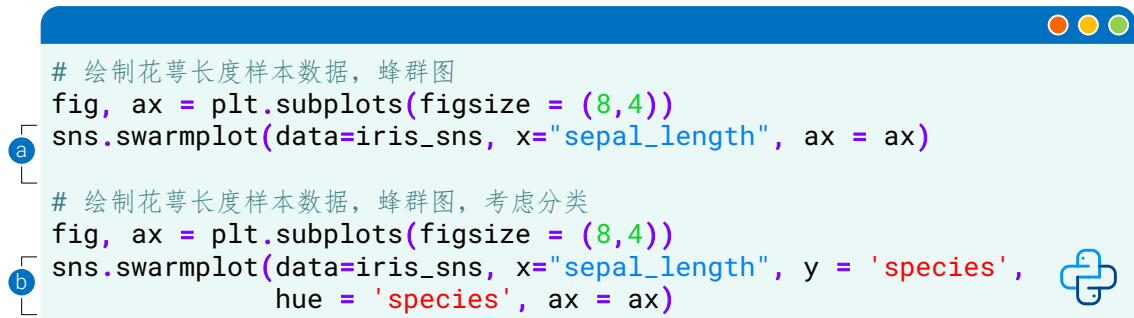 # 绘制花萼长度样本数据，蜂群图
fig, ax = plt.subplots(figsize = (8,4))
a sns.swarmplot(data=iris_sns, x="sepal_length", ax = ax)
# 绘制花萼长度样本数据，蜂群图，考虑分类
fig, ax = plt.subplots(figsize = (8,4))
b sns.swarmplot(data=iris_sns, x="sepal_length", y = 'species',
hue = 'species', ax = ax)